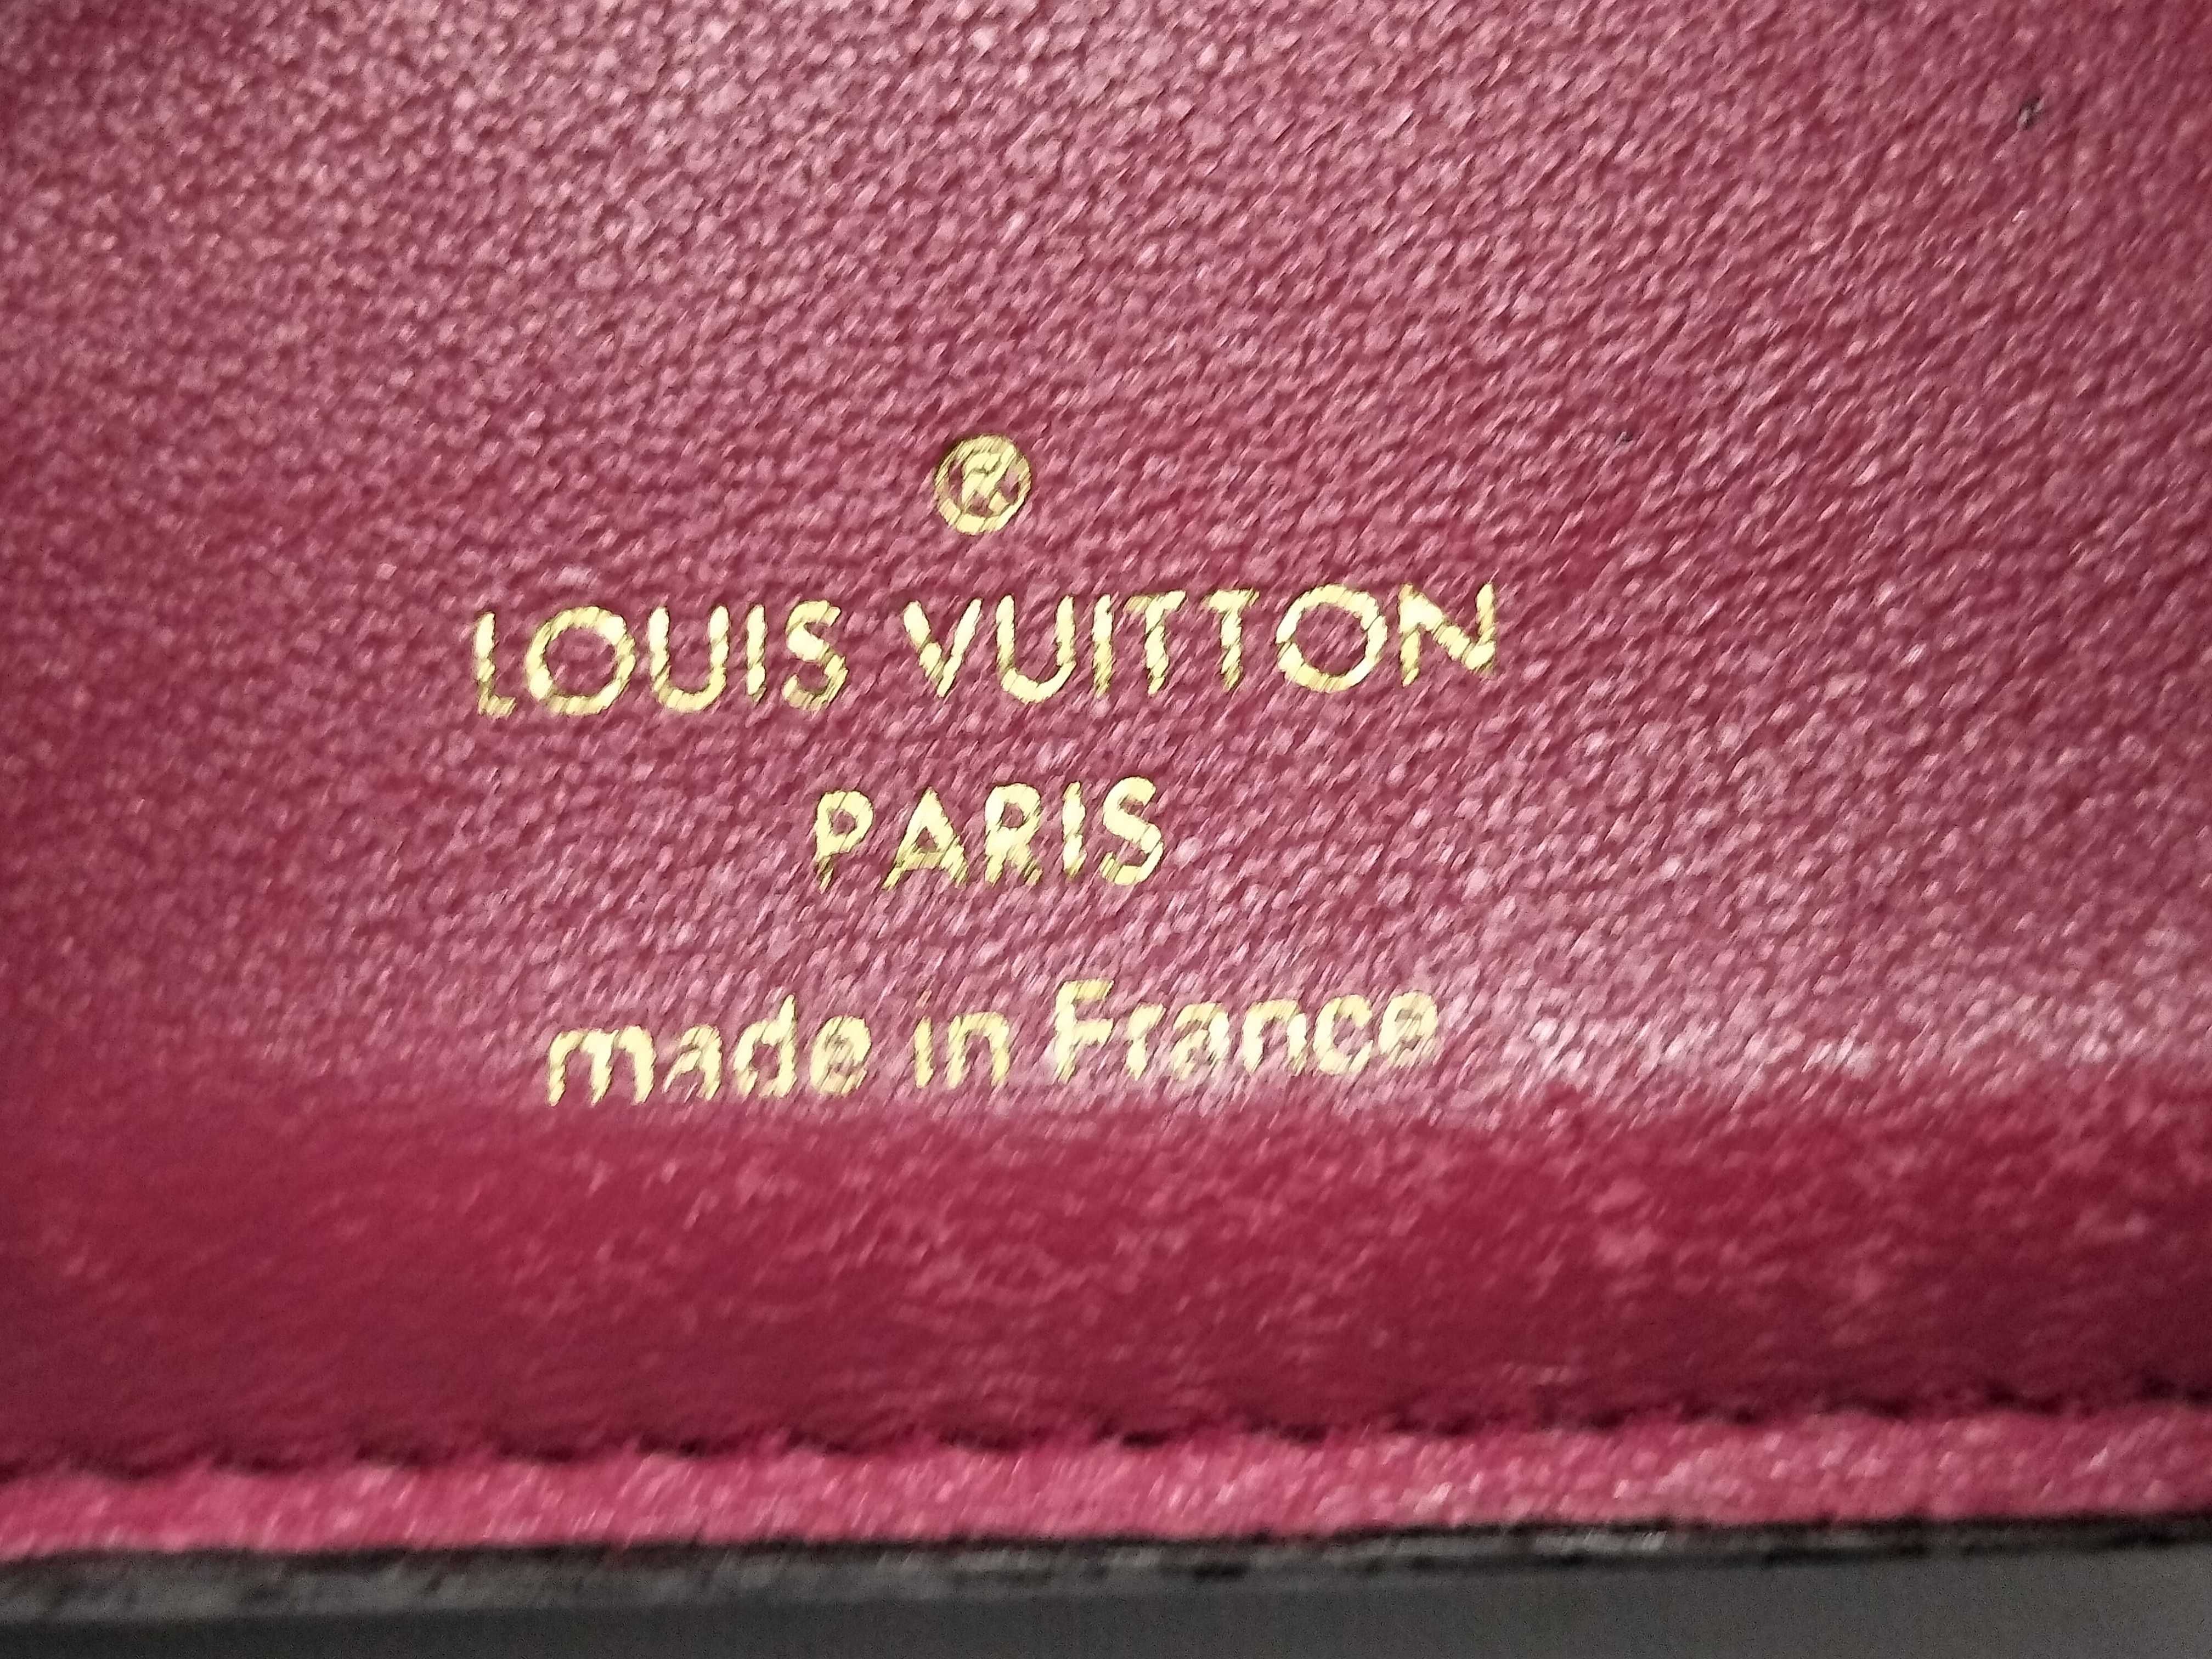 ®
LOUIS VUITTON
PARIS
made in France